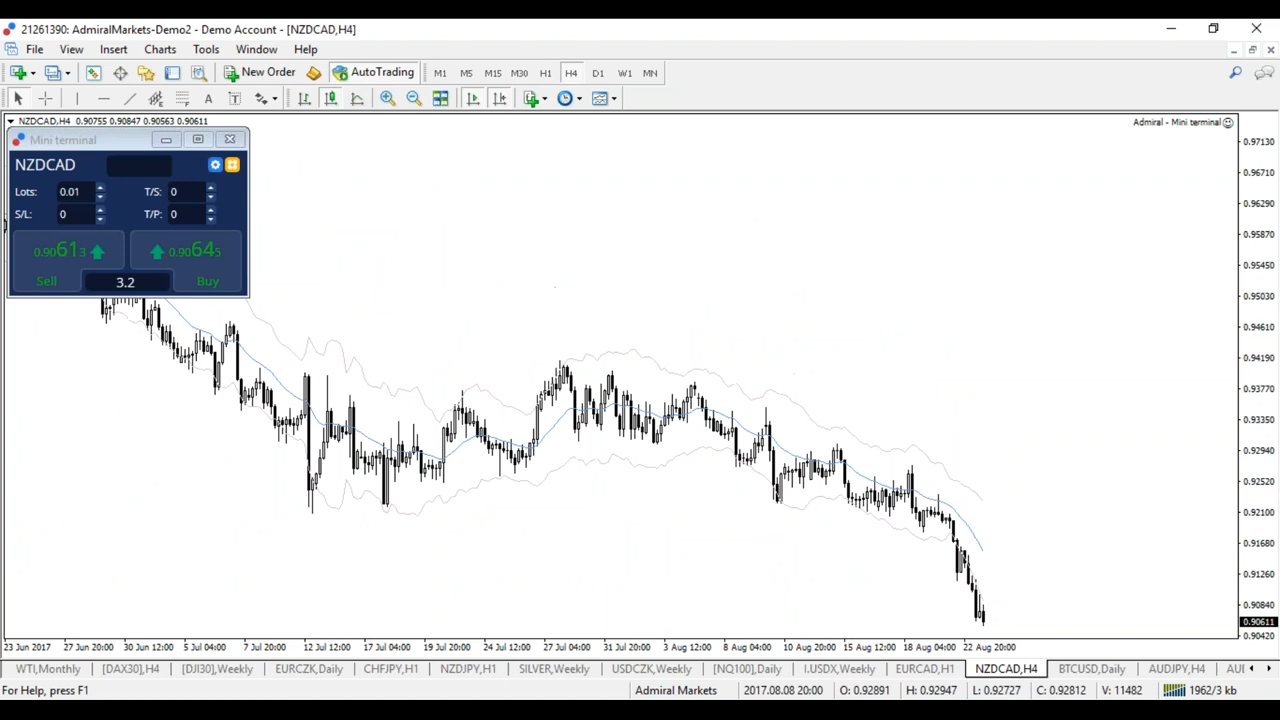 21261390: AdmiralMarkets-Demo2 - Demo Account - [NZDCAD,H4]
File View Insert Charts Tools Window Help
New Order AutoTrading M1 M5 M15 M30 H1 H4 D1 W1 MN
A T
NZDCAD,H4 0.90755 0.90847 0.90563 0.90611
Admiral - Mini terminal
Mini terminal
NZDCAD
Lots: 0.01 T/S: 0
S/L: 0 T/P: 0
0.90613 0.90645
Sell 3.2 Buy
0.97130
0.96710
0.96290
0.95870
0.95450
0.95030
0.94610
0.94190
0.93770
0.93350
0.92940
0.92520
0.92100
0.91680
0.91260
0.90840
0.90611
0.90420
23 Jun 2017 27 Jun 20:00 30 Jun 12:00 5 Jul 04:00 7 Jul 20:00 12 Jul 12:00 17 Jul 04:00 19 Jul 20:00 24 Jul 12:00 27 Jul 04:00 31 Jul 20:00 3 Aug 12:00 8 Aug 04:00 10 Aug 20:00 15 Aug 12:00 18 Aug 04:00 22 Aug 20:00
WTI,Monthly [DAX30],H4 [DJI30],Weekly EURCZK,Daily CHFJPY,H1 NZDJPY,H1 SILVER,Weekly USDCZK,Weekly [NQ100],Daily I.USDX,Weekly EURCAD,H1 NZDCAD,H4 BTCUSD,Daily AUDJPY,H4 AUI
For Help, press F1 Admiral Markets 2017.08.08 20:00 O: 0.92891 H: 0.92947 L: 0.92727 C: 0.92812 V: 11482 1962/3 kb